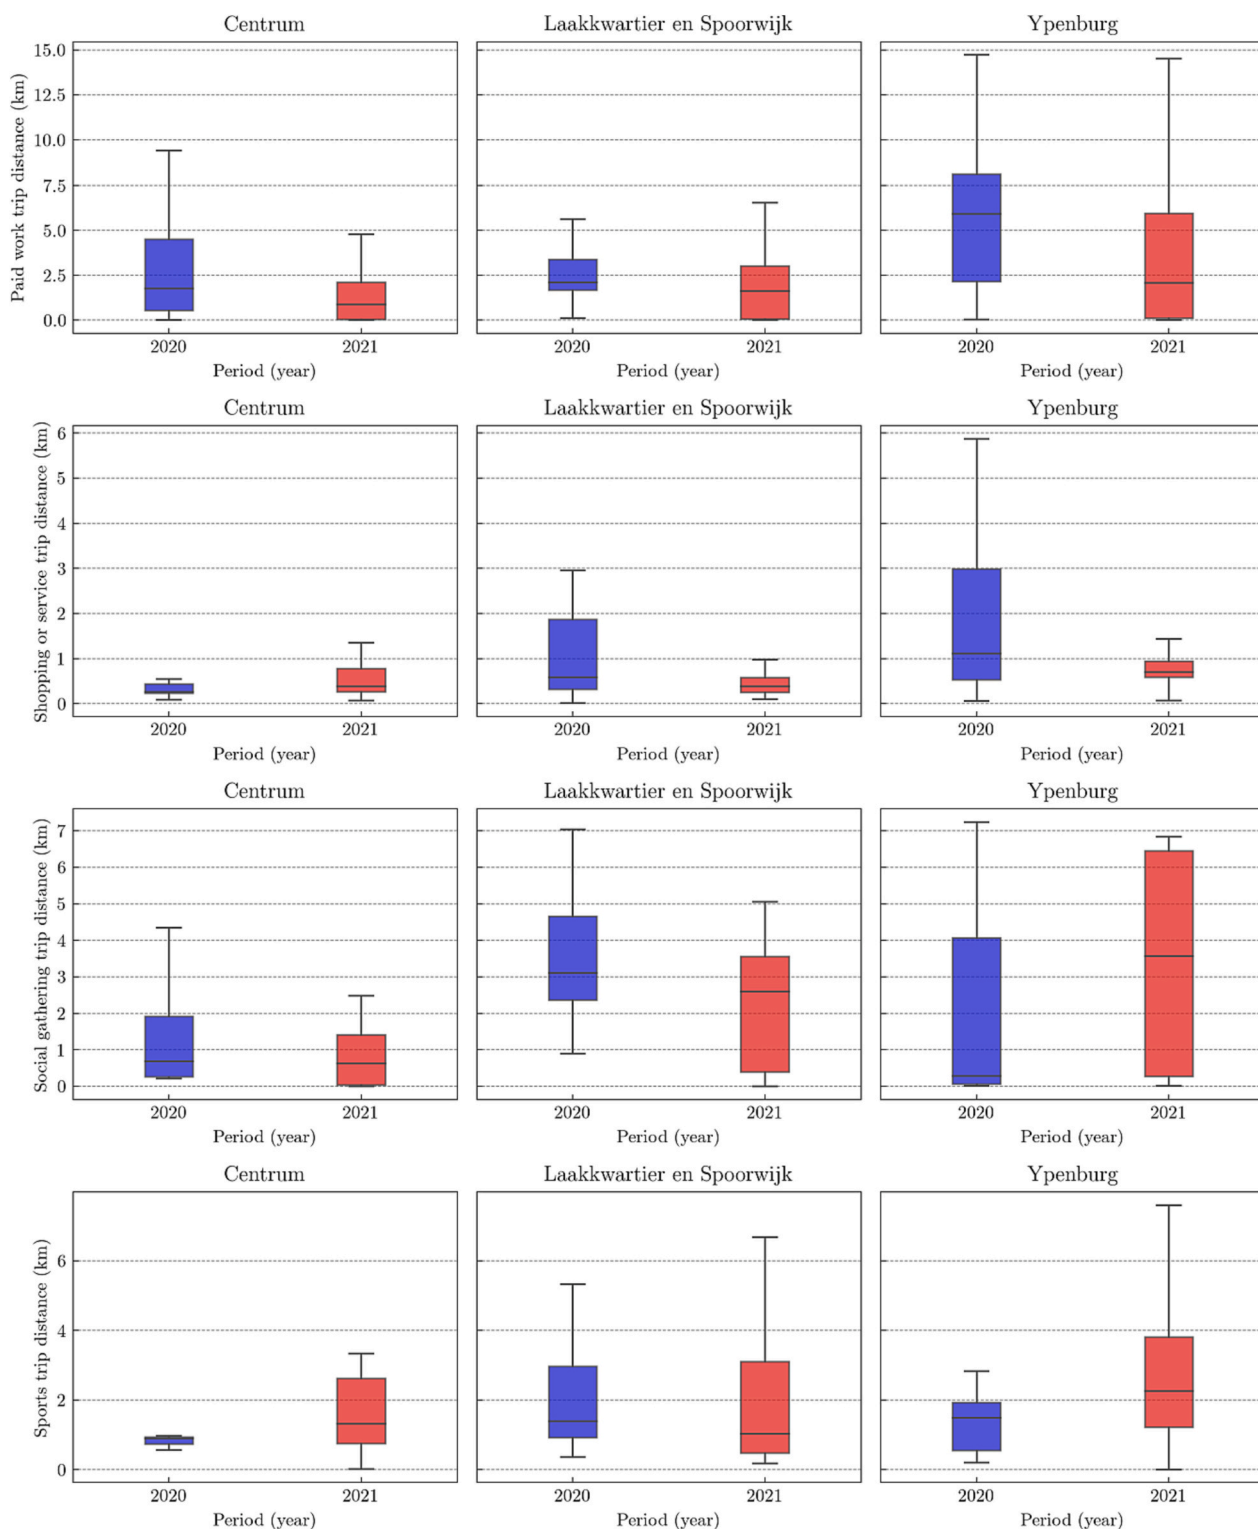 Centrum
Laakkwartier en Spoorwijk
Ypenburg
Paid work trip distance (km)
15.0
12.5
10.0
7.5
5.0
2.5
0.0
2020 2021
2020 2021
2020 2021
Period (year)
Period (year)
Period (year)
Centrum
Laakkwartier en Spoorwijk
Ypenburg
Shopping or service trip distance (km)
6
5
4
3
2
1
0
2020 2021
2020 2021
2020 2021
Period (year)
Period (year)
Period (year)
Centrum
Laakkwartier en Spoorwijk
Ypenburg
Social gathering trip distance (km)
7
6
5
4
3
2
1
0
2020 2021
2020 2021
2020 2021
Period (year)
Period (year)
Period (year)
Centrum
Laakkwartier en Spoorwijk
Ypenburg
Sports trip distance (km)
6
4
2
0
2020 2021
2020 2021
2020 2021
Period (year)
Period (year)
Period (year)